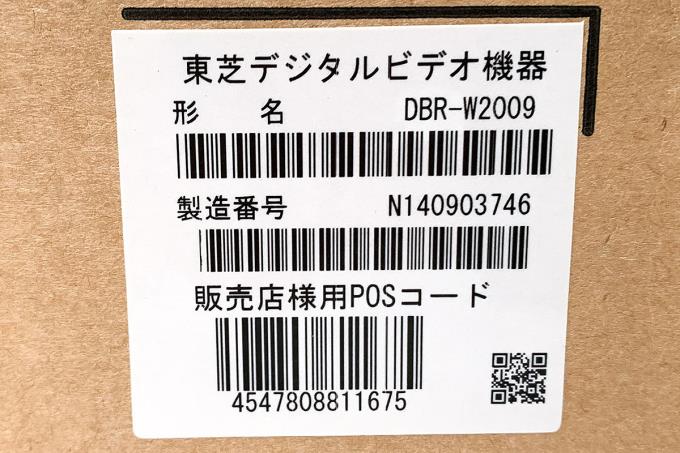 東芝デジタルビデオ機器
形　名　DBR-W2009
製造番号　N140903746
販売店様用POSコード
4547808811675